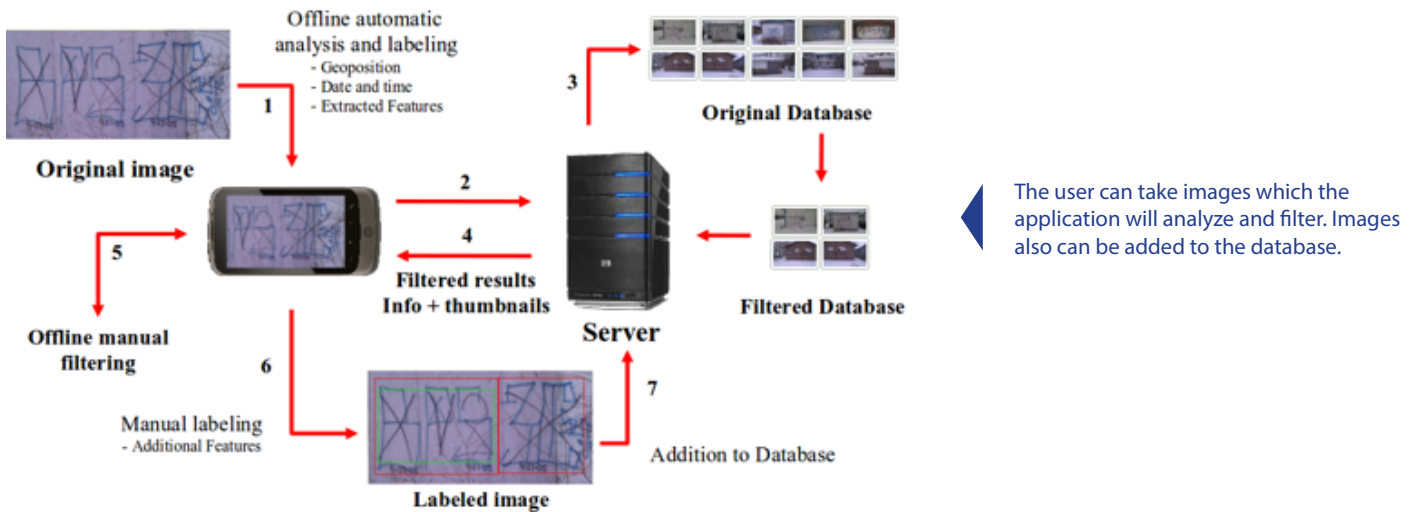 Offline automatic
analysis and labeling
- Geoposition
- Date and time
- Extracted Features
1
Original image
2
4
Filtered results
Info + thumbnails
3
Original Database
Filtered Database
Server
5
Offline manual
filtering
6
Manual labeling
- Additional Features
Labeled image
7
Addition to Database
The user can take images which the
application will analyze and filter. Images
also can be added to the database.